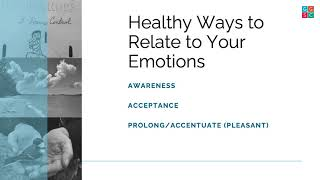 Healthy Ways to
Relate to Your
Emotions
AWARENESS
ACCEPTANCE
PROLONG/ACCENTUATE (PLEASANT)